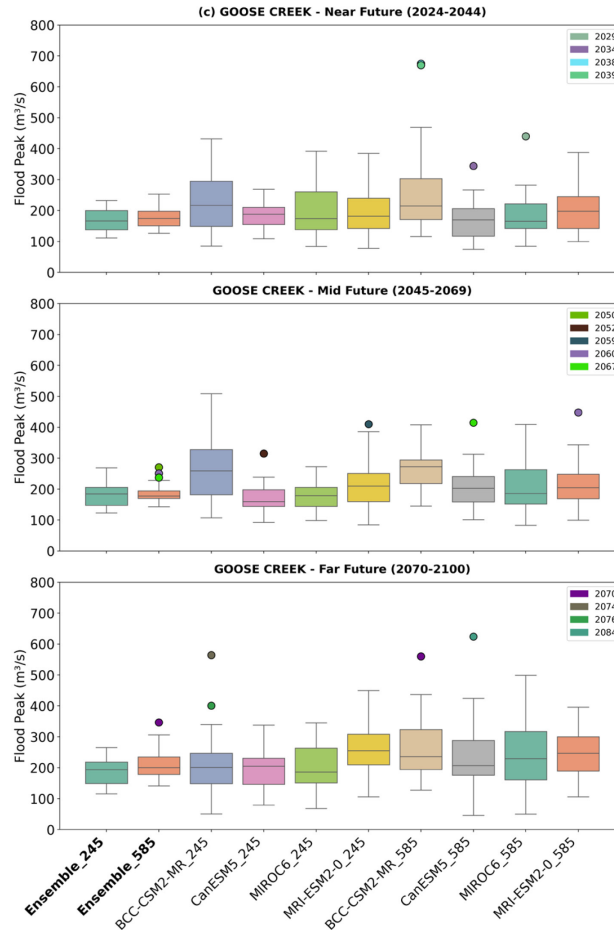 (c) GOOSE CREEK - Near Future (2024-2044)
800
700
600
500
400
300
200
100
0
Flood Peak (m³/s)
2029
2034
2038
2039
GOOSE CREEK - Mid Future (2045-2069)
800
700
600
500
400
300
200
100
0
Flood Peak (m³/s)
2050
2052
2059
2060
2067
GOOSE CREEK - Far Future (2070-2100)
800
700
600
500
400
300
200
100
0
Flood Peak (m³/s)
2070
2074
2076
2084
Ensemble_245
Ensemble_585
BCC-CSM2-MR_245
CanESM5_245
MIROC6_245
MRI-ESM2-0_245
BCC-CSM2-MR_585
CanESM5_585
MIROC6_585
MRI-ESM2-0_585